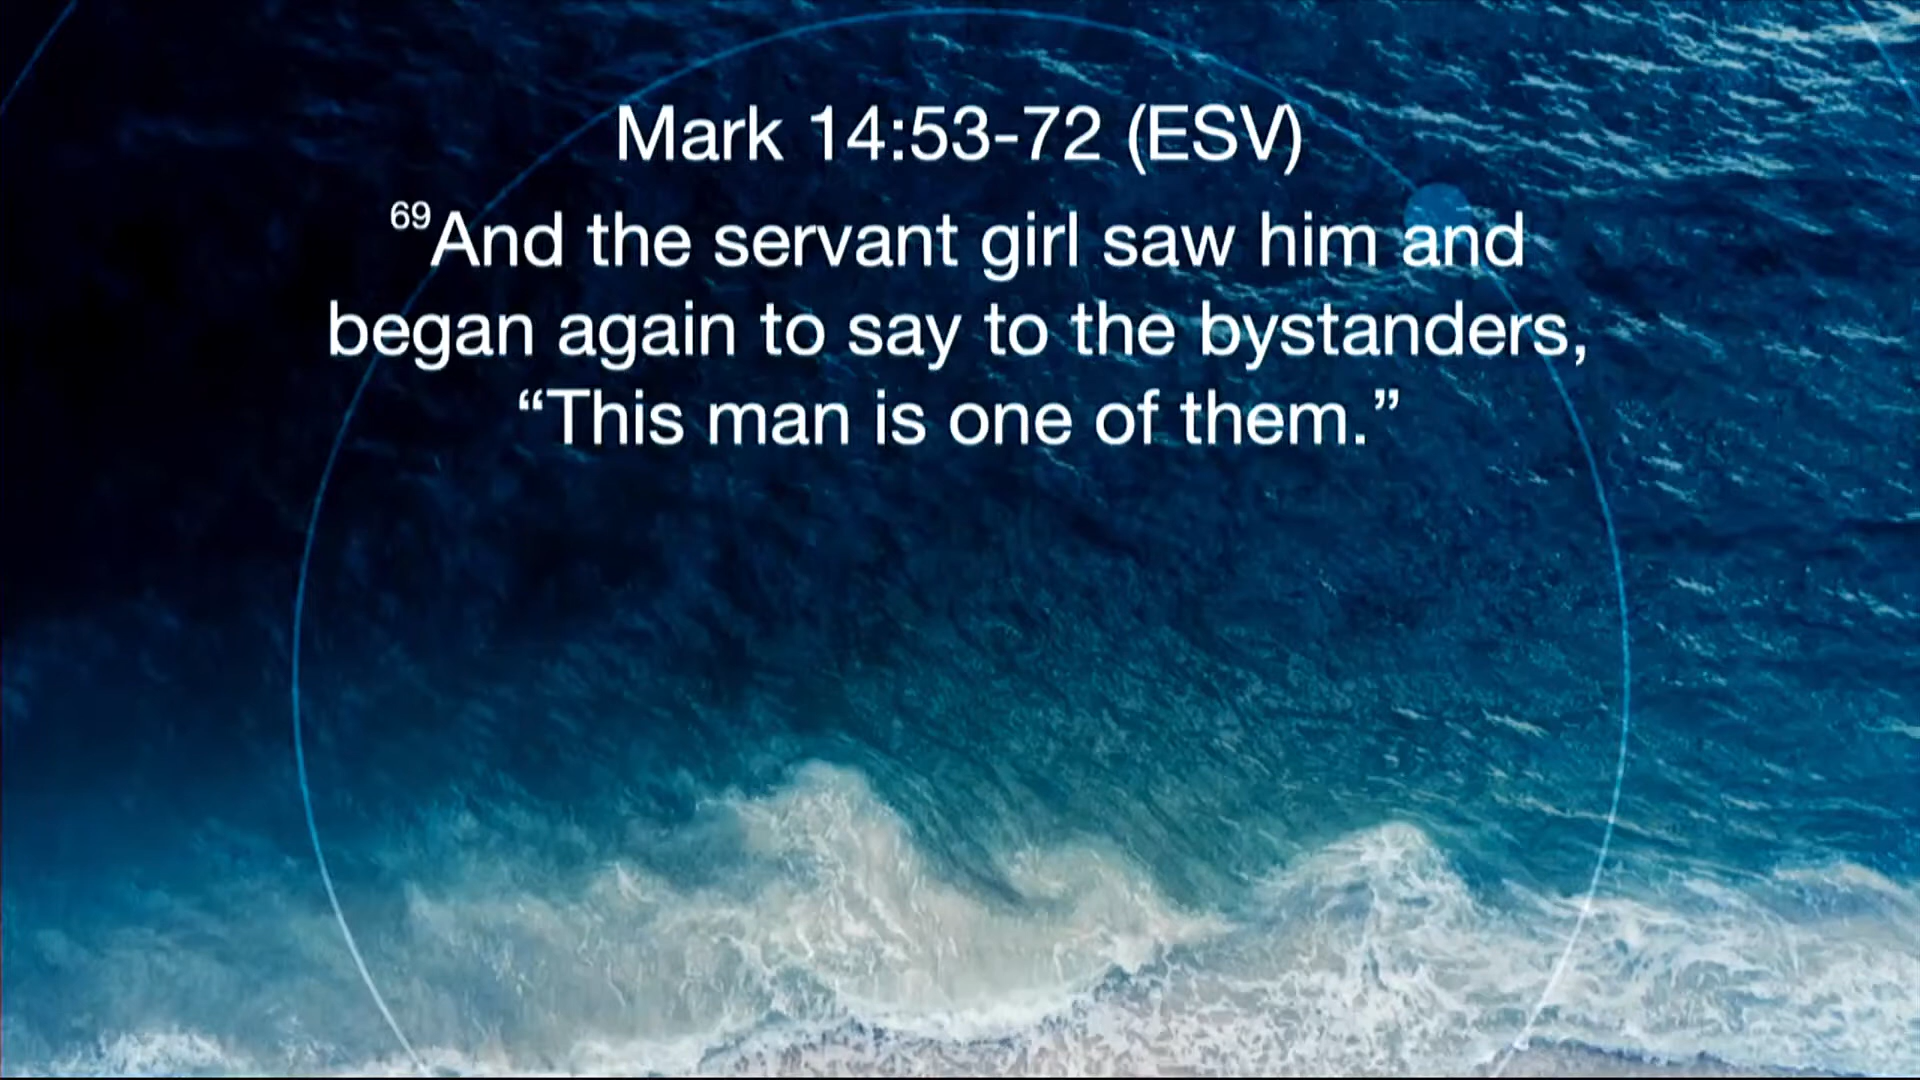 Mark 14:53-72 (ESV)
69And the servant girl saw him and
began again to say to the bystanders,
“This man is one of them.”